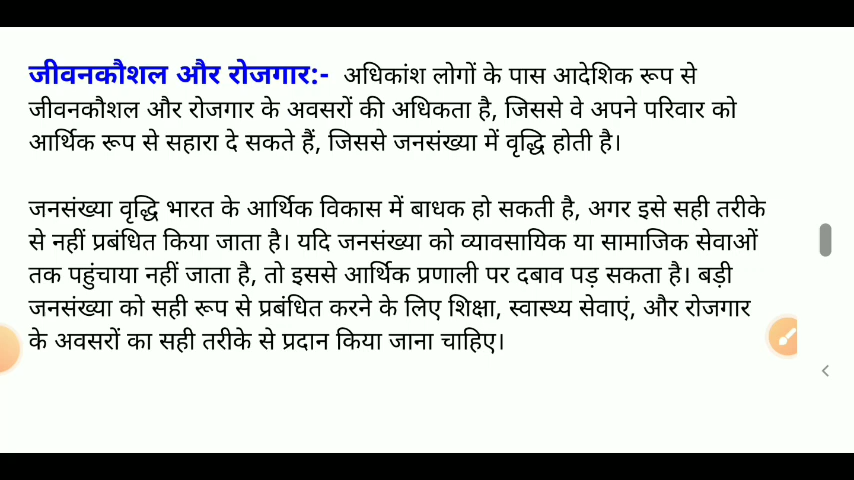 जीवनकौशल और रोजगार:- अधिकांश लोगों के पास आदेशिक रूप से
जीवनकौशल और रोजगार के अवसरों की अधिकता है, जिससे वे अपने परिवार को
आर्थिक रूप से सहारा दे सकते हैं, जिससे जनसंख्या में वृद्धि होती है।
जनसंख्या वृद्धि भारत के आर्थिक विकास में बाधक हो सकती है, अगर इसे सही तरीके
से नहीं प्रबंधित किया जाता है। यदि जनसंख्या को व्यावसायिक या सामाजिक सेवाओं
तक पहुंचाया नहीं जाता है, तो इससे आर्थिक प्रणाली पर दबाव पड़ सकता है। बड़ी
जनसंख्या को सही रूप से प्रबंधित करने के लिए शिक्षा, स्वास्थ्य सेवाएं, और रोजगार
के अवसरों का सही तरीके से प्रदान किया जाना चाहिए।